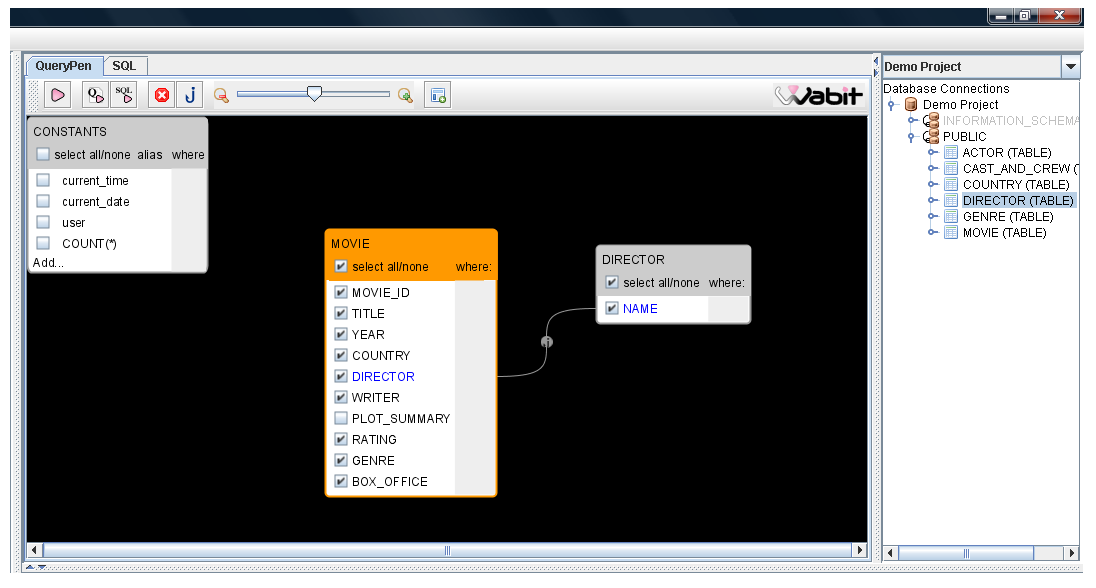 QueryPen SQL
Q SQL j Wabit
CONSTANTS
select all/none alias where
current_time
current_date
user
COUNT(*)
Add...
MOVIE
select all/none where:
MOVIE_ID
TITLE
YEAR
COUNTRY
DIRECTOR
WRITER
PLOT_SUMMARY
RATING
GENRE
BOX_OFFICE
DIRECTOR
select all/none where:
NAME
Demo Project
Database Connections
Demo Project
INFORMATION_SCHEMA
PUBLIC
ACTOR (TABLE)
CAST_AND_CREW (
COUNTRY (TABLE)
DIRECTOR (TABLE)
GENRE (TABLE)
MOVIE (TABLE)